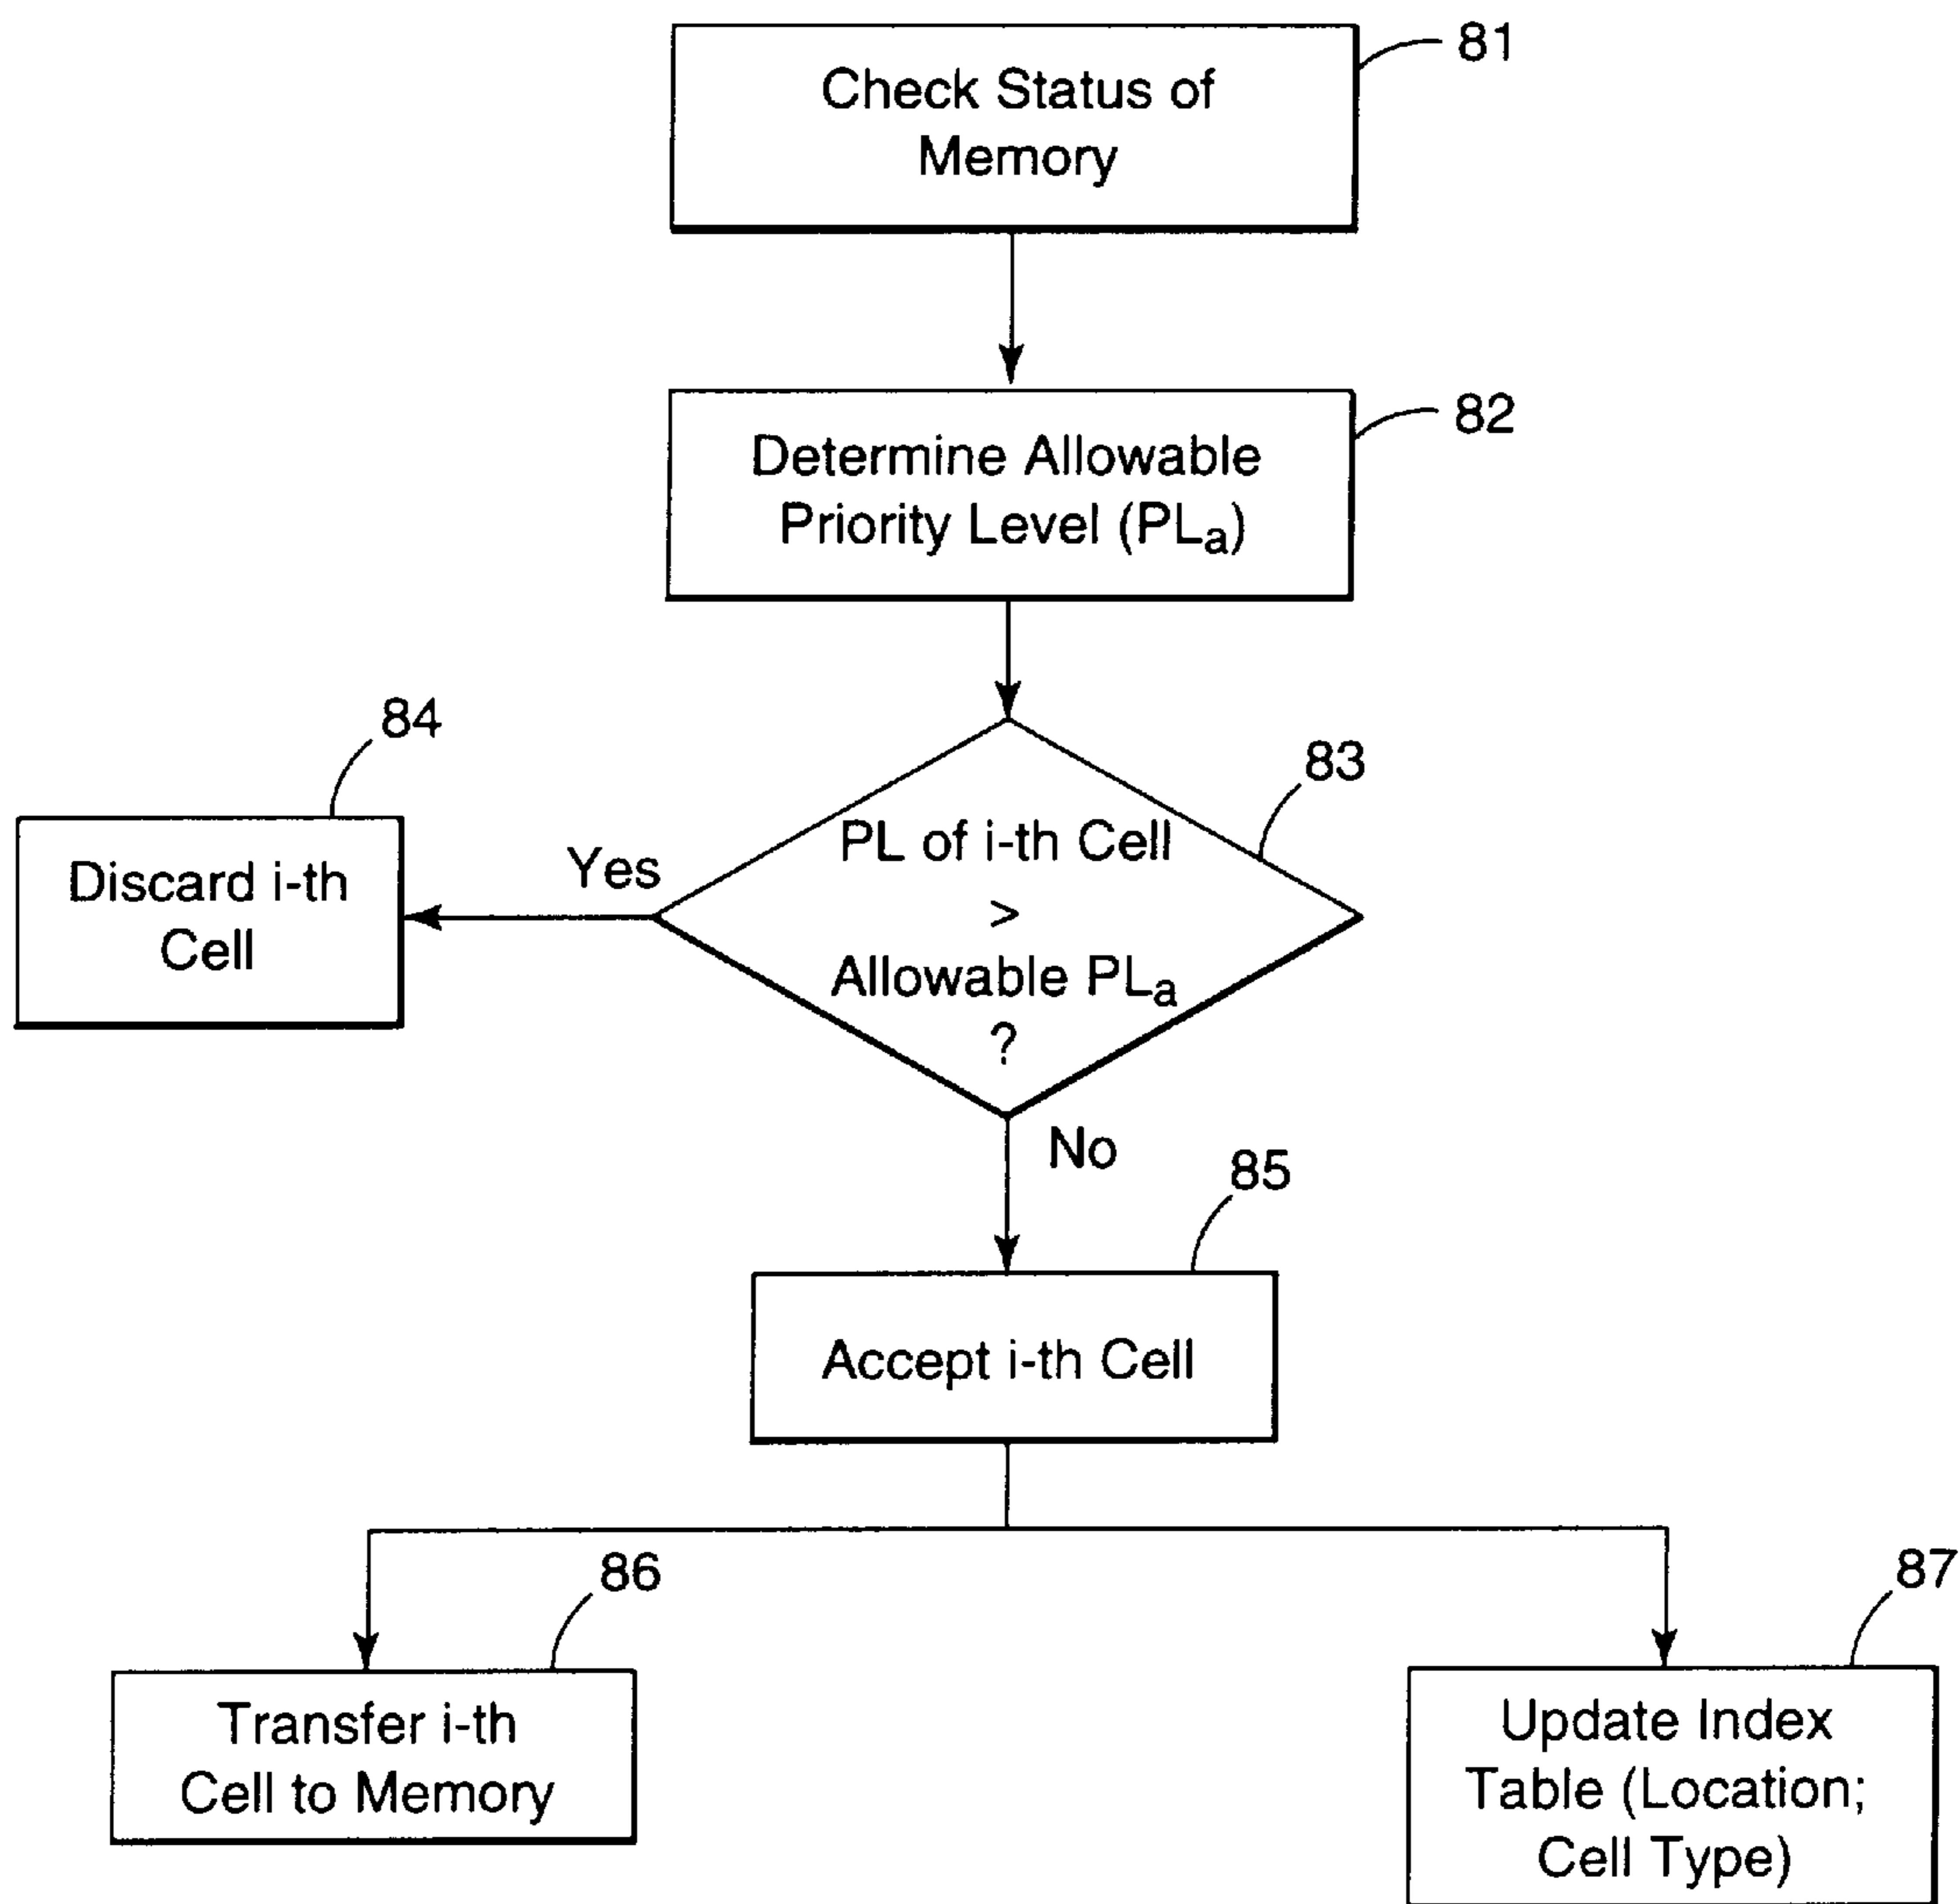 81
Check Status of
Memory
82
Determine Allowable
Priority Level (PLa)
84
83
Discard i-th
Cell
Yes
PL of i-th Cell
>
Allowable PLa
?
No
85
Accept i-th Cell
86
Transfer i-th
Cell to Memory
87
Update Index
Table (Location;
Cell Type)